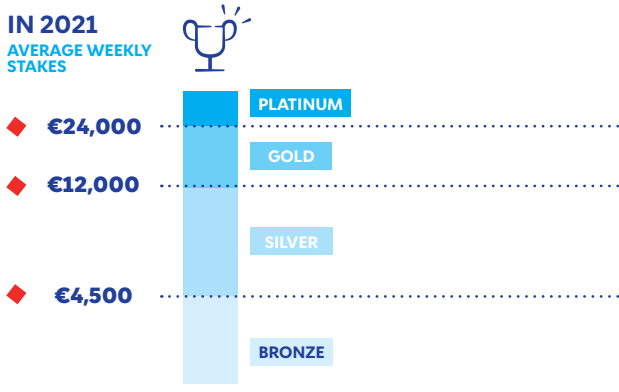 IN 2021
AVERAGE WEEKLY
STAKES
PLATINUM
€24,000
GOLD
€12,000
SILVER
€4,500
BRONZE